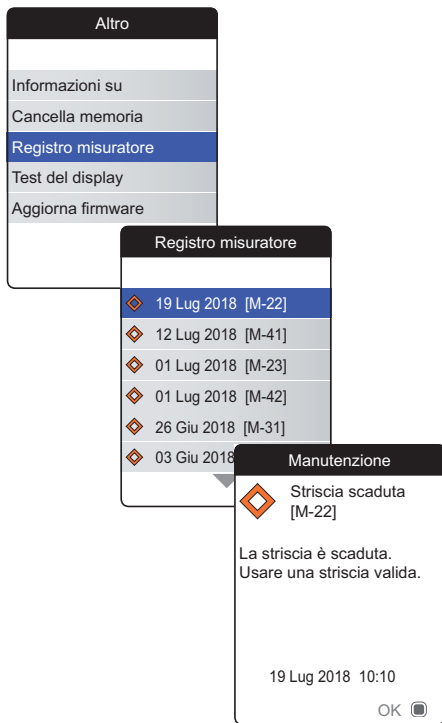 Altro
Informazioni su
Cancella memoria
Registro misuratore
Test del display
Aggiorna firmware
Registro misuratore
19 Lug 2018 [M-22]
12 Lug 2018 [M-41]
01 Lug 2018 [M-23]
01 Lug 2018 [M-42]
26 Giu 2018 [M-31]
03 Giu 2018
Manutenzione
Striscia scaduta
[M-22]
La striscia è scaduta.
Usare una striscia valida.
19 Lug 2018 10:10
OK